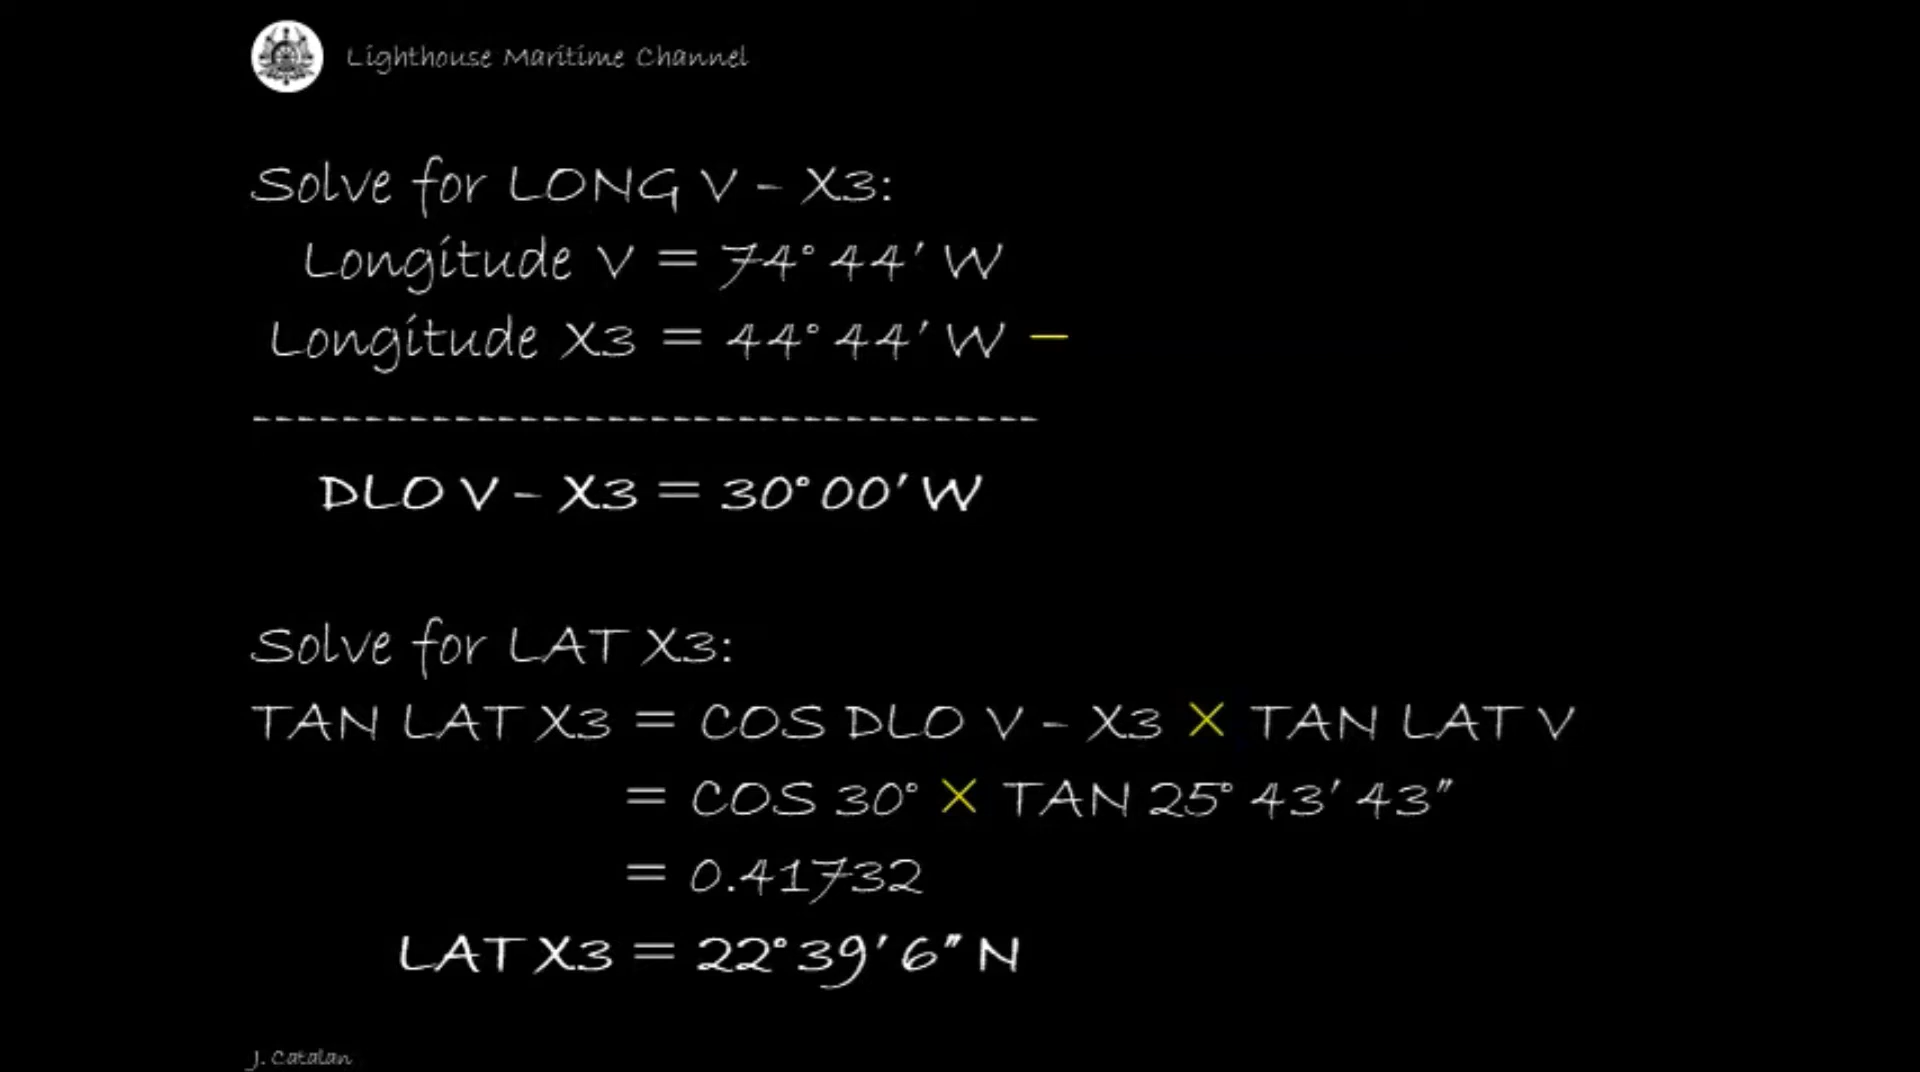 Lighthouse Maritime Channel
Solve for LONG V - X3:
Longitude V = 74° 44' W
Longitude X3 = 44° 44' W -
------------------------------------
DLO V - X3 = 30° 00' W
Solve for LAT X3:
TAN LAT X3 = COS DLO V - X3 × TAN LAT V
= COS 30° × TAN 25° 43' 43"
= 0.41732
LAT X3 = 22° 39' 6" N
J. Catalan